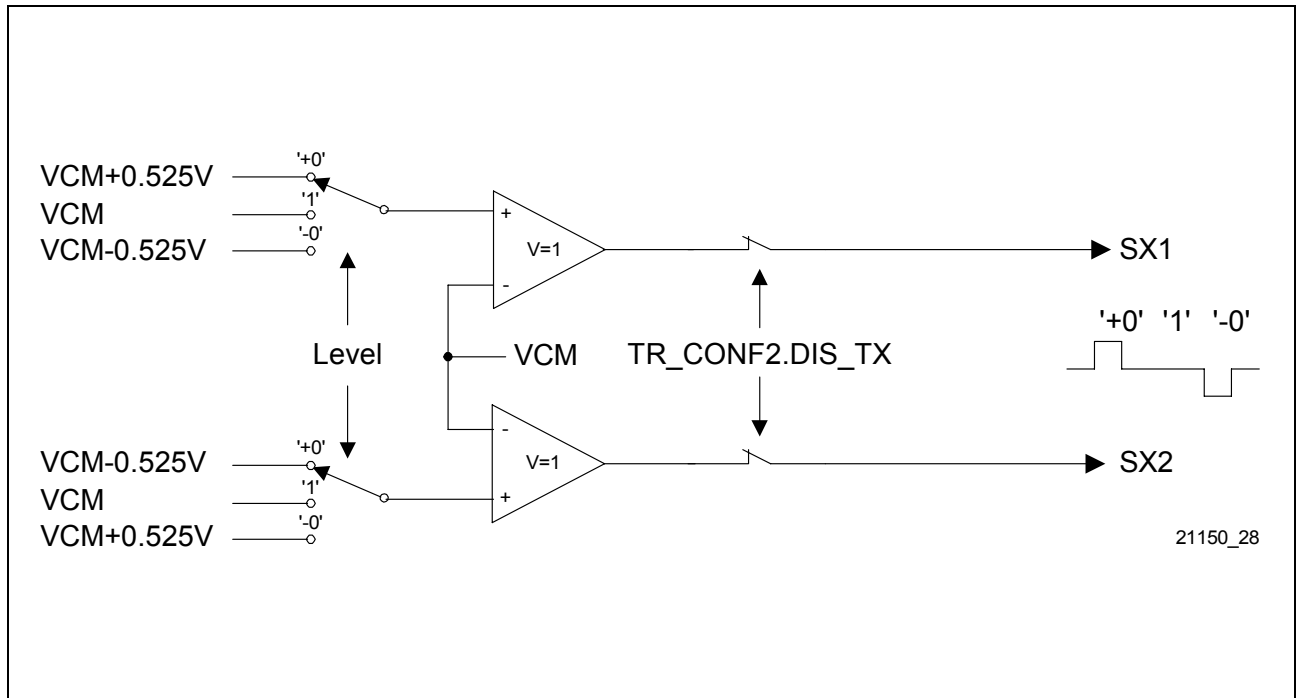 '+0'
VCM+0.525V
'1'
VCM
'-0'
VCM-0.525V
+
V=1
-
SX1
'+0' '1' '-0'
Level
VCM
TR_CONF2.DIS_TX
'+0'
VCM-0.525V
'1'
VCM
'-0'
VCM+0.525V
-
V=1
+
SX2
21150_28